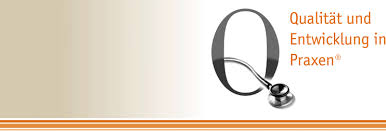 Q
Qualität und
Entwicklung in
Praxen®